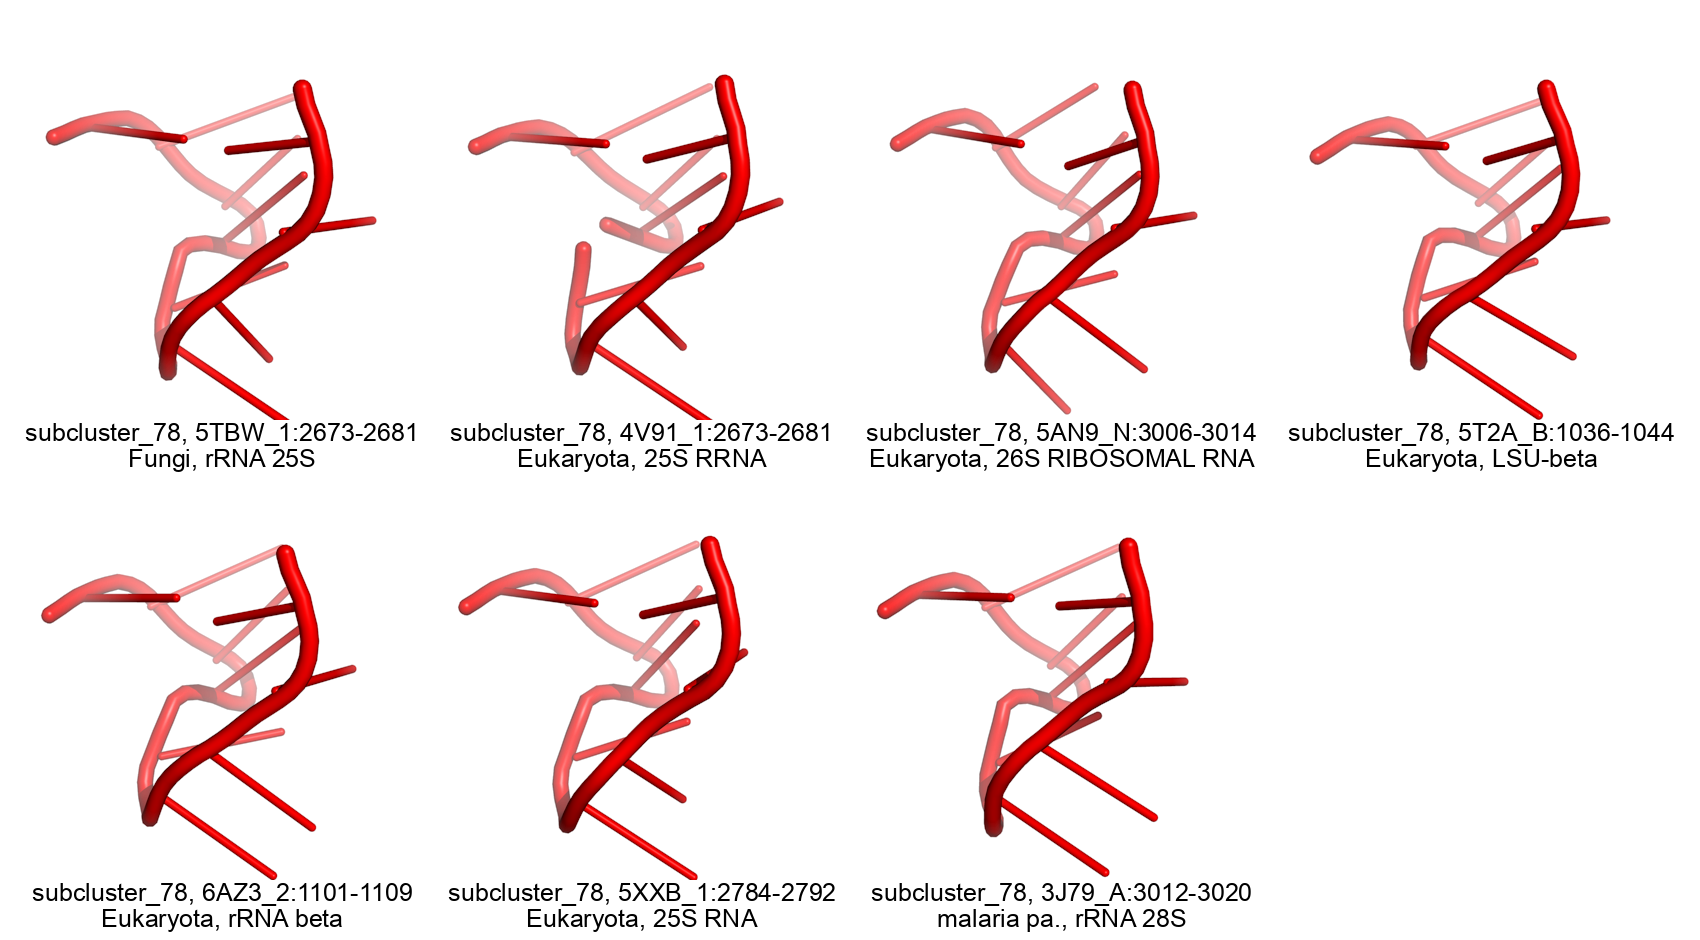 subcluster_78, 5TBW_1:2673-2681
Fungi, rRNA 25S
subcluster_78, 4V91_1:2673-2681
Eukaryota, 25S RRNA
subcluster_78, 5AN9_N:3006-3014
Eukaryota, 26S RIBOSOMAL RNA
subcluster_78, 5T2A_B:1036-1044
Eukaryota, LSU-beta
subcluster_78, 6AZ3_2:1101-1109
Eukaryota, rRNA beta
subcluster_78, 5XXB_1:2784-2792
Eukaryota, 25S RNA
subcluster_78, 3J79_A:3012-3020
malaria pa., rRNA 28S